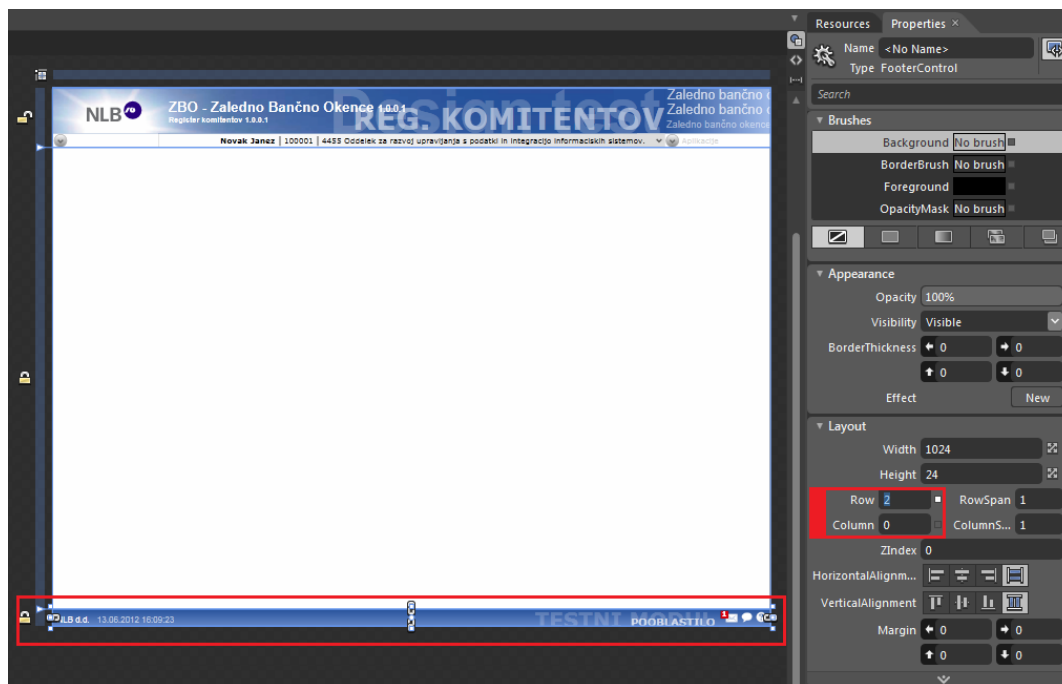 Resources Properties ×
Name <No Name>
Type FooterControl
Search
Brushes
Background No brush
BorderBrush No brush
Foreground
OpacityMask No brush
Appearance
Opacity 100%
Visibility Visible
BorderThickness 0 0
0 0
Effect New
Layout
Width 1024
Height 24
Row 2 RowSpan 1
Column 0 ColumnS... 1
ZIndex 0
HorizontalAlignm...
VerticalAlignment
Margin 0 0
0 0
NLB
ZBO - Zaledno Bančno Okence 1.0.0.1
Register komitentov 1.0.0.1
Design test
REG. KOMITENTOV
Zaledno bančno
Zaledno bančno
Zaledno bančno okence
Novak Janez | 100001 | 4455 Oddelek za razvoj upravljanja s podatki in integracijo informaciskih sistemov.
Aplikacije
NLB d.d. 13.06.2012 16:09:23
TESTNI MODUL
POOBLASTILO
1